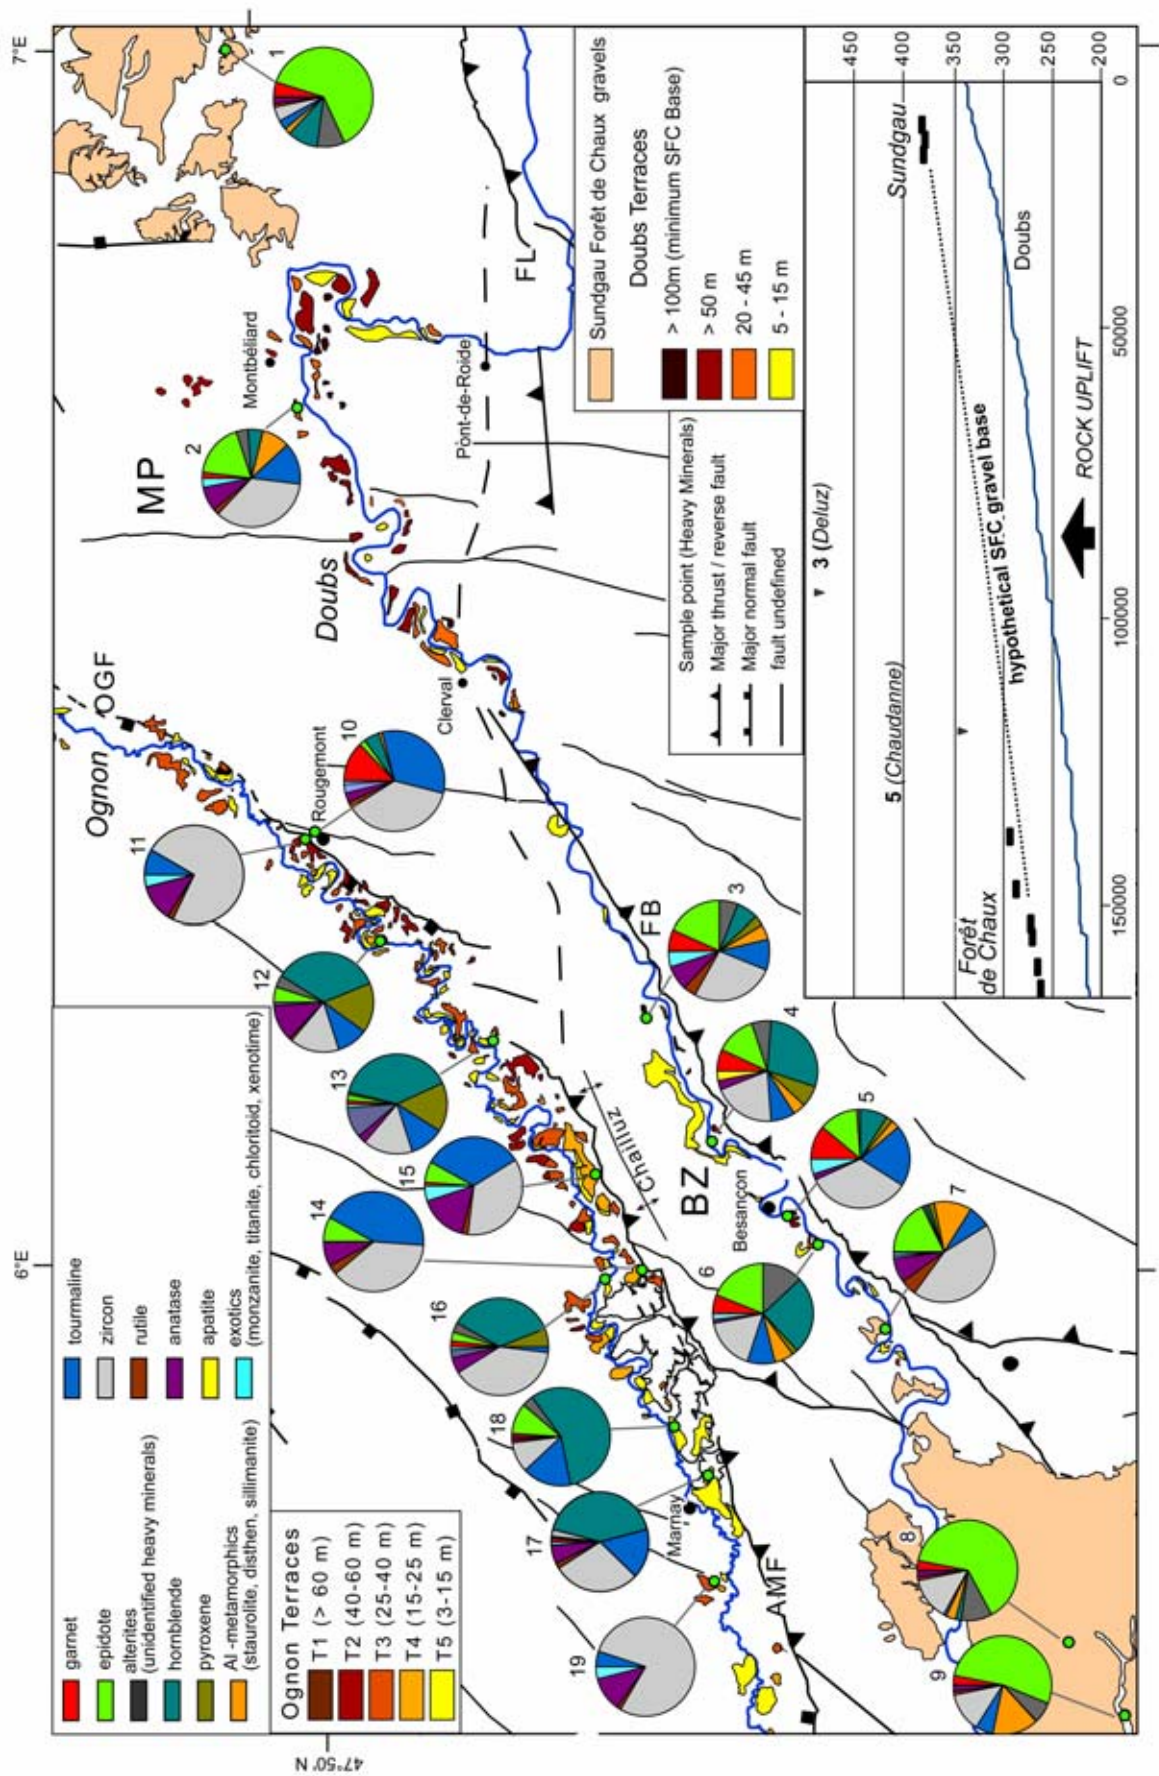 garnet
epidote
alterites
(unidentified heavy minerals)
hornblende
pyroxene
Al -metamorphics
(staurolite, disthen, sillimanite)
tourmaline
zircon
rutile
anatase
apatite
exotics
(monzanite, titanite, chloritoid, xenotime)
Ognon Terraces
T1 (> 60 m)
T2 (40-60 m)
T3 (25-40 m)
T4 (15-25 m)
T5 (3-15 m)
47°50' N
6°E
7°E
Ognon
OGF
MP
Doubs
Montbéliard
Pont-de-Roide
FL
Clerval
Rougemont
FB
Chailluz
BZ
Besançon
Marnay
AMF
1
2
3
4
5
6
7
8
9
10
11
12
13
14
15
16
17
18
19
Sundgau Forêt de Chaux gravels
Doubs Terraces
> 100m (minimum SFC Base)
> 50 m
20 - 45 m
5 - 15 m
Sample point (Heavy Minerals)
Major thrust / reverse fault
Major normal fault
fault undefined
5 (Chaudanne)
3 (Deluz)
Forêt
de Chaux
Sundgau
hypothetical SFC gravel base
Doubs
ROCK UPLIFT
450
400
350
300
250
200
1500000
1000000
500000
0